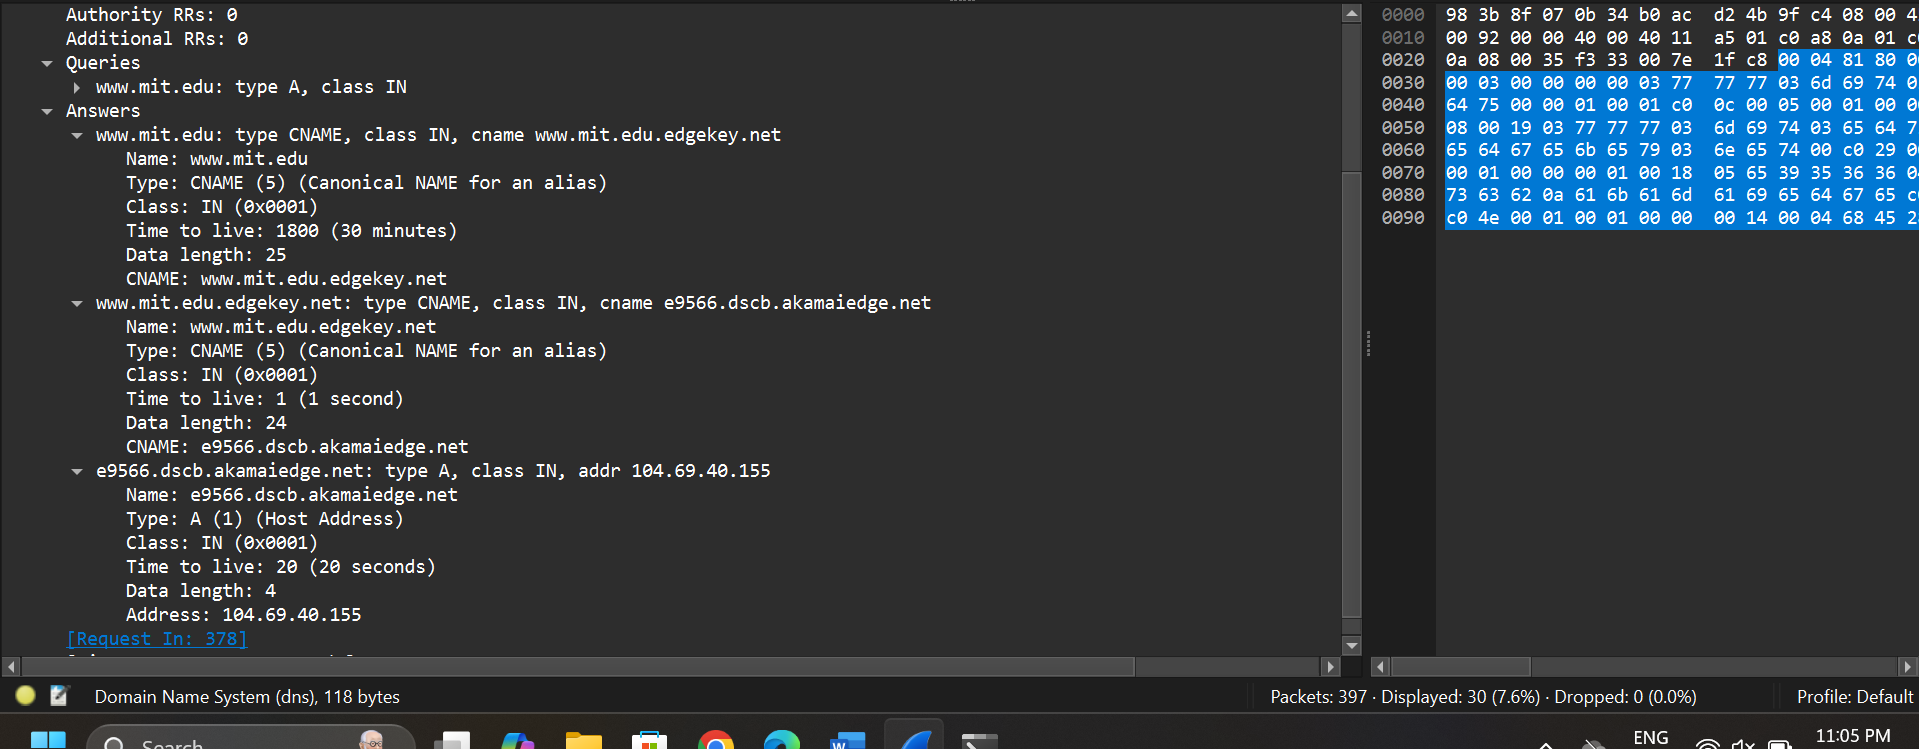 Authority RRs: 0
Additional RRs: 0
Queries
www.mit.edu: type A, class IN
Answers
www.mit.edu: type CNAME, class IN, cname www.mit.edu.edgekey.net
Name: www.mit.edu
Type: CNAME (5) (Canonical NAME for an alias)
Class: IN (0x0001)
Time to live: 1800 (30 minutes)
Data length: 25
CNAME: www.mit.edu.edgekey.net
www.mit.edu.edgekey.net: type CNAME, class IN, cname e9566.dscb.akamaiedge.net
Name: www.mit.edu.edgekey.net
Type: CNAME (5) (Canonical NAME for an alias)
Class: IN (0x0001)
Time to live: 1 (1 second)
Data length: 24
CNAME: e9566.dscb.akamaiedge.net
e9566.dscb.akamaiedge.net: type A, class IN, addr 104.69.40.155
Name: e9566.dscb.akamaiedge.net
Type: A (1) (Host Address)
Class: IN (0x0001)
Time to live: 20 (20 seconds)
Data length: 4
Address: 104.69.40.155
[Request In: 378]
0000 98 3b 8f 07 0b 34 b0 ac d2 4b 9f c4 08 00 4
0010 00 92 00 00 40 00 40 11 a5 01 c0 a8 0a 01 c
0020 0a 08 00 35 f3 33 00 7e 1f c8 00 04 81 80 0
0030 00 03 00 00 00 00 03 77 77 77 03 6d 69 74 0
0040 64 75 00 00 01 00 01 c0 0c 00 05 00 01 00 0
0050 08 00 19 03 77 77 77 03 6d 69 74 03 65 64 7
0060 65 64 67 65 6b 65 79 03 6e 65 74 00 c0 29 0
0070 00 01 00 00 00 01 00 18 05 65 39 35 36 36 0
0080 73 63 62 0a 61 6b 61 6d 61 69 65 64 67 65 c
0090 c0 4e 00 01 00 01 00 00 00 14 00 04 68 45 2
Domain Name System (dns), 118 bytes
Packets: 397 · Displayed: 30 (7.6%) · Dropped: 0 (0.0%)
Profile: Default
Search
ENG
11:05 PM